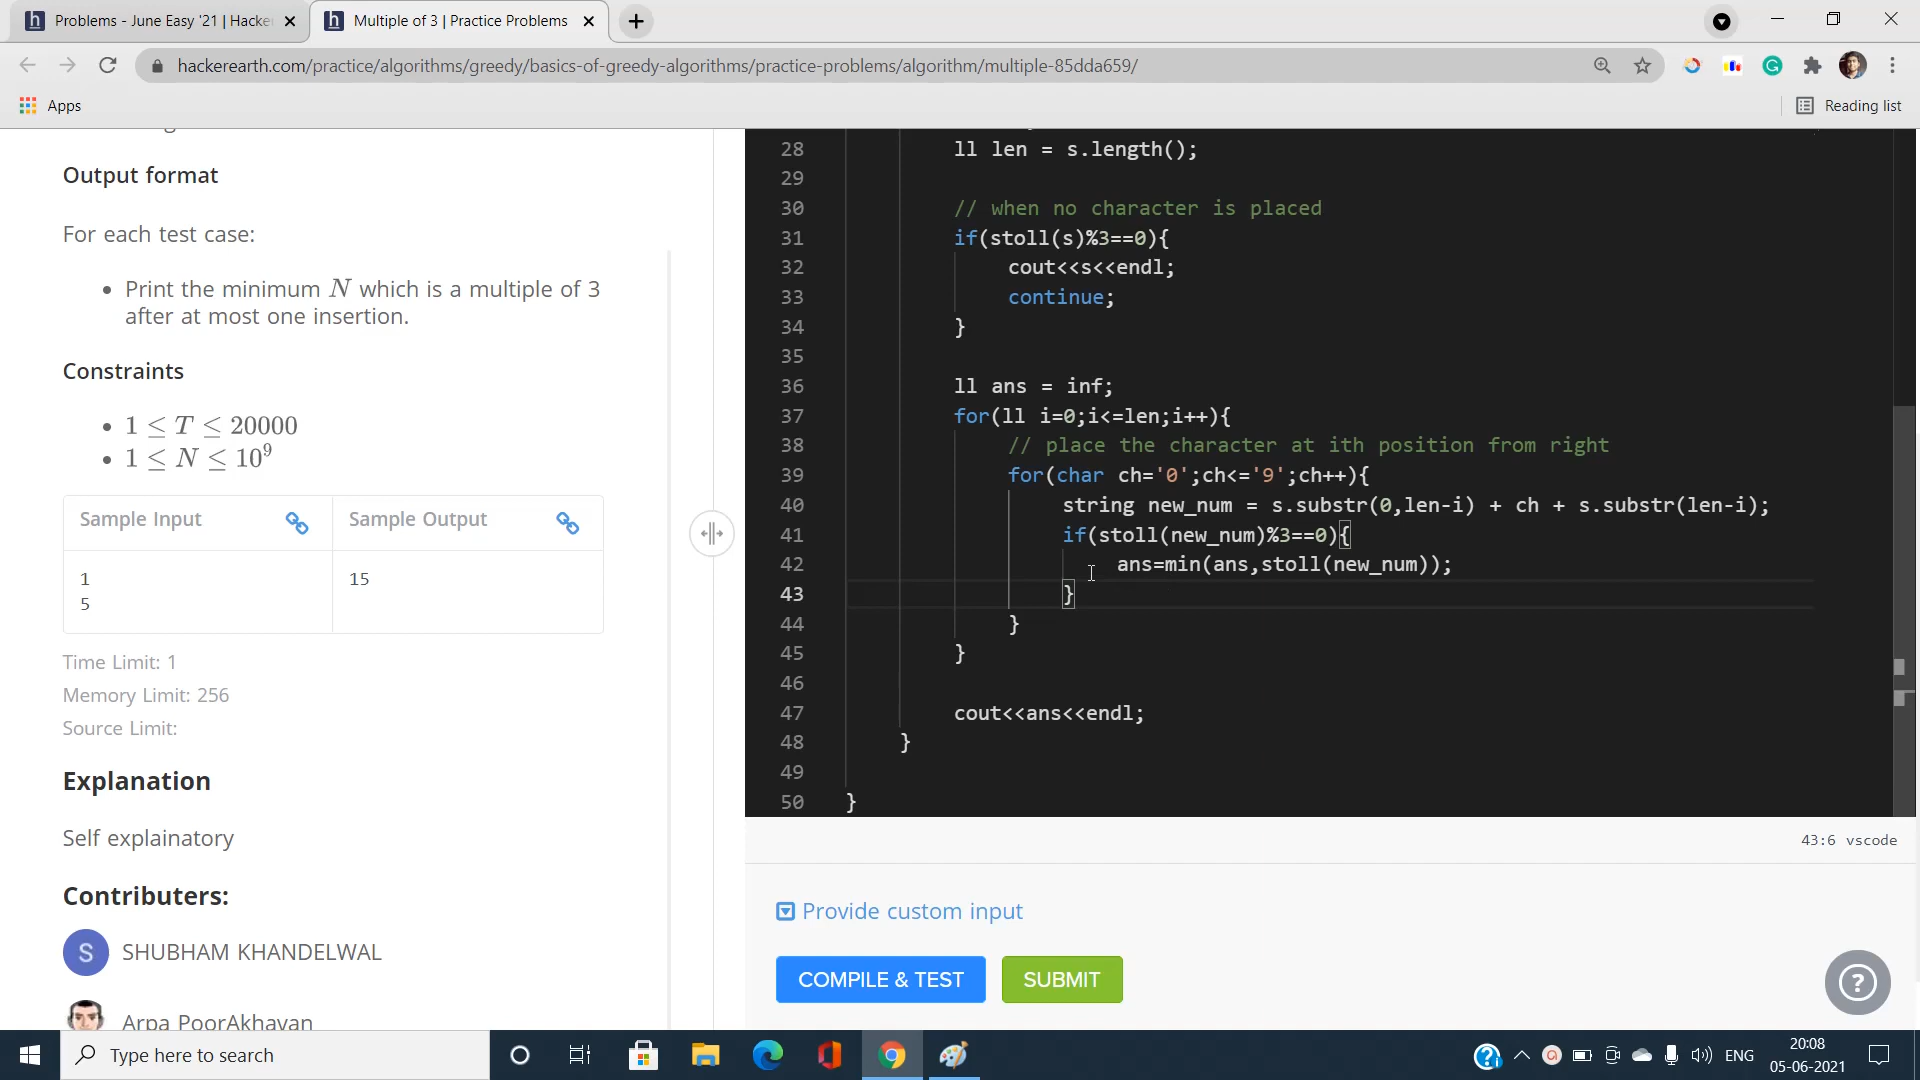 Problems - June Easy '21 | Hacke
Multiple of 3 | Practice Problems
hackerearth.com/practice/algorithms/greedy/basics-of-greedy-algorithms/practice-problems/algorithm/multiple-85dda659/
Apps
Reading list
Output format
For each test case:
Print the minimum N which is a multiple of 3
after at most one insertion.
Constraints
1 ≤ T ≤ 20000
1 ≤ N ≤ 10⁹
Sample Input
Sample Output
1
5
15
Time Limit: 1
Memory Limit: 256
Source Limit:
Explanation
Self explainatory
Contributers:
S SHUBHAM KHANDELWAL
Arpa PoorAkhavan
28 ll len = s.length();
29
30 // when no character is placed
31 if(stoll(s)%3==0){
32 cout<<s<<endl;
33 continue;
34 }
35
36 ll ans = inf;
37 for(ll i=0;i<=len;i++){
38 // place the character at ith position from right
39 for(char ch='0';ch<='9';ch++){
40 string new_num = s.substr(0,len-i) + ch + s.substr(len-i);
41 if(stoll(new_num)%3==0){
42 ans=min(ans,stoll(new_num));
43 }
44 }
45 }
46
47 cout<<ans<<endl;
48 }
49
50 }
43:6 vscode
Provide custom input
COMPILE & TEST
SUBMIT
?
Type here to search
ENG
20:08
05-06-2021